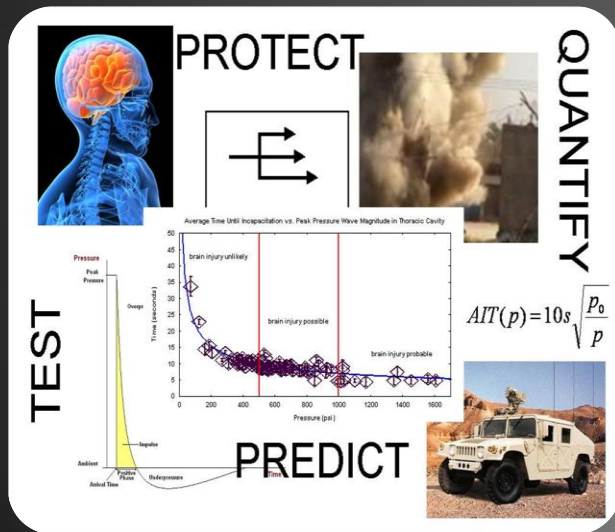 PROTECT
QUANTIFY
TEST
PREDICT
Average Time Until Incapacitation vs. Peak Pressure Wave Magnitude in Thoracic Cavity
50
45
40
35
30
25
20
15
10
5
0
Time (seconds)
brain injury unlikely
brain injury possible
brain injury probable
0 200 400 600 800 1000 1200 1400 1600
Pressure (psi)
Pressure
Peak
Pressure
Impulse
Ambient
Arrival Time
Positive
Phase
Underpressure
Time
AIT(p)=10s√(p₀/p)